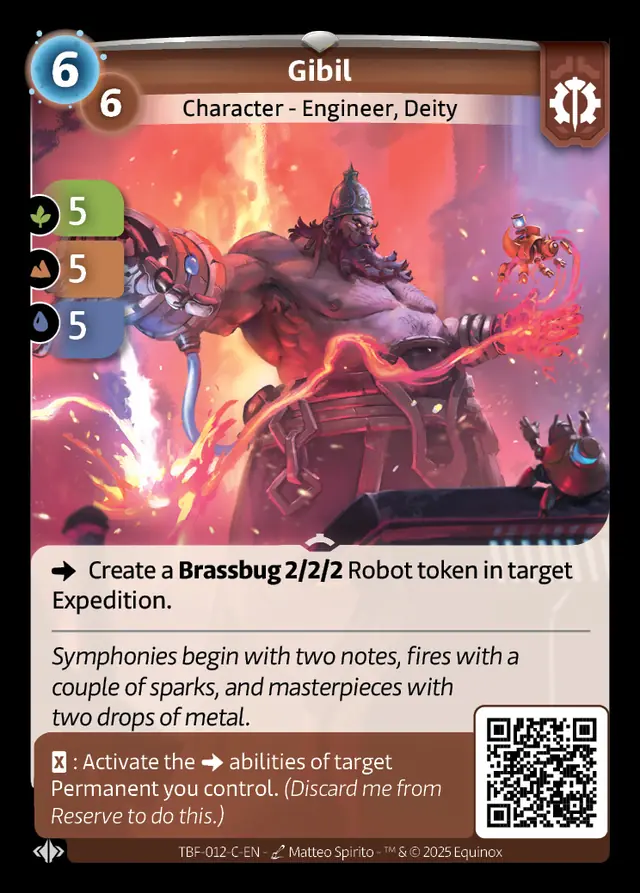 6
Gibil
6
Character - Engineer, Deity
5
5
5
Create a Brassbug 2/2/2 Robot token in target
Expedition.
Symphonies begin with two notes, fires with a
couple of sparks, and masterpieces with
two drops of metal.
X : Activate the abilities of target
Permanent you control. (Discard me from
Reserve to do this.)
TBF-012-C-EN - Matteo Spirito - ™ & © 2025 Equinox